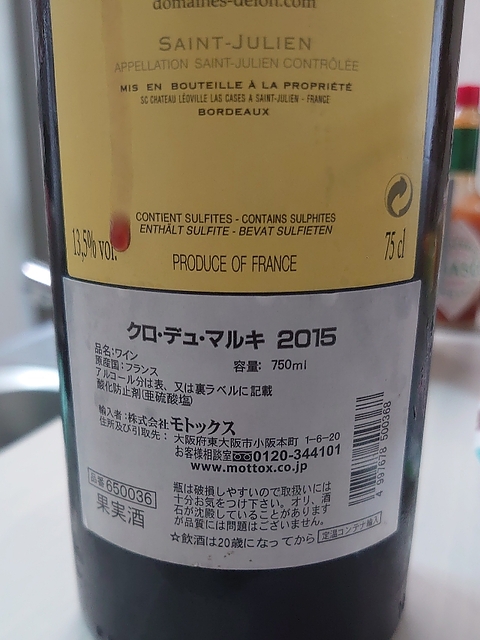 domaines-delon.com
SAINT-JULIEN
APPELLATION SAINT-JULIEN CONTRÔLÉE
MIS EN BOUTEILLE À LA PROPRIÉTÉ
SC CHATEAU LÉOVILLE LAS CASES A SAINT-JULIEN - FRANCE
BORDEAUX
CONTIENT SULFITES - CONTAINS SULPHITES
ENTHÄLT SULFITE - BEVAT SULFIETEN
13,5% vol.
75 cl
PRODUCE OF FRANCE
クロ・デュ・マルキ 2015
品名:ワイン
容量: 750ml
原産国:フランス
アルコール分は表、又は裏ラベルに記載
酸化防止剤(亜硫酸塩)
輸入者:株式会社モトックス
住所及び引取先: 大阪府東大阪市小阪本町 1-6-20
お客様相談室 0120-344101
www.mottox.co.jp
品番650036
果実酒
瓶は破損しやすいので取扱いには
十分お気をつけ下さい。オリ、酒
石が沈殿していることがあります
が品質には問題はございません。
☆飲酒は20歳になってから
定温コンテナ輸入
4 997678 500368